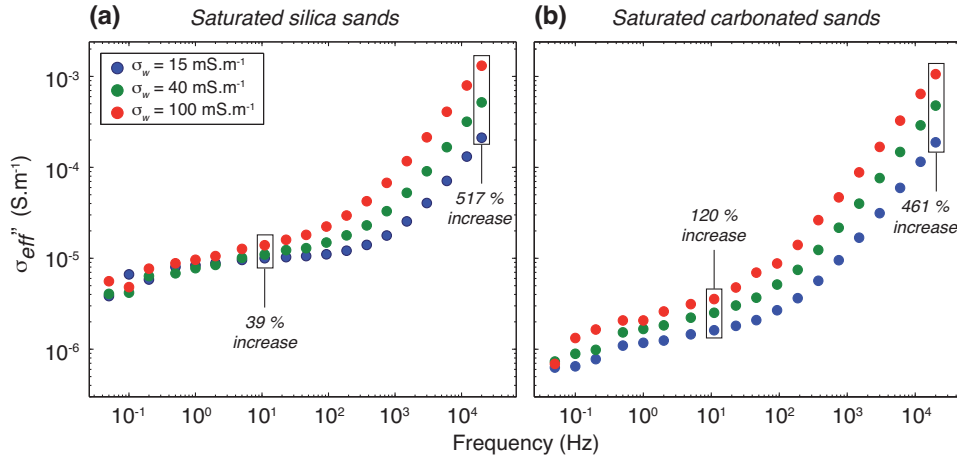 (a) Saturated silica sands
(b) Saturated carbonated sands
σw = 15 mS.m-1
σw = 40 mS.m-1
σw = 100 mS.m-1
σeff" (S.m-1)
10-3
10-4
10-5
10-6
39 %
increase
517 %
increase
120 %
increase
461 %
increase
10-1 100 101 102 103 104
10-1 100 101 102 103 104
Frequency (Hz)